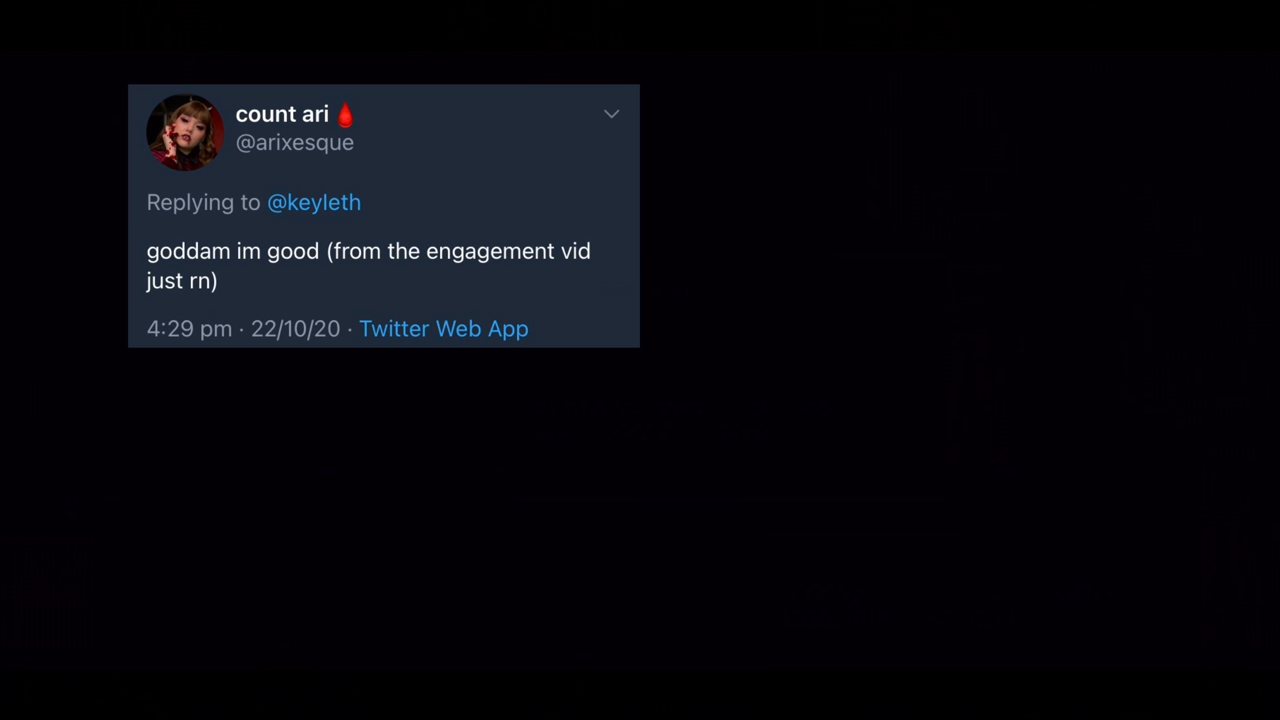 count ari 🩸
@arixesque
Replying to @keyleth
goddam im good (from the engagement vid
just rn)
4:29 pm · 22/10/20 · Twitter Web App